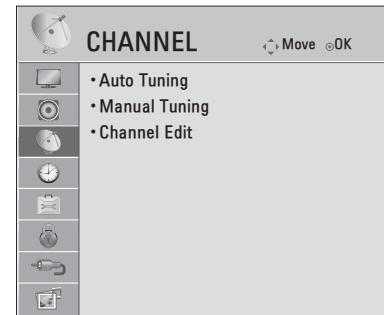 CHANNEL Move OK
• Auto Tuning
• Manual Tuning
• Channel Edit